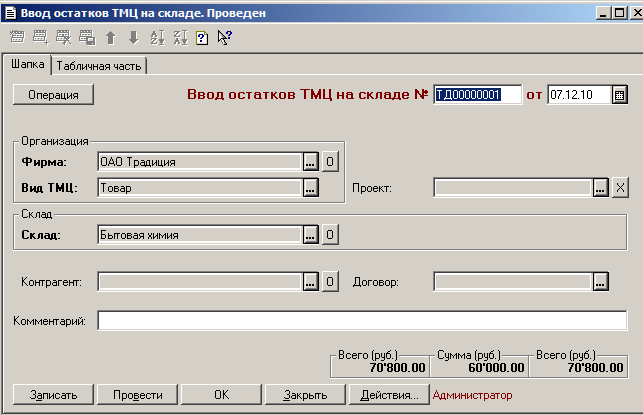 Ввод остатков ТМЦ на складе. Проведен
Шапка Табличная часть
Операция Ввод остатков ТМЦ на складе № ТД00000001 от 07.12.10
Организация
Фирма: ОАО Традиция ... О
Вид ТМЦ: Товар ... Проект: ... X
Склад
Склад: Бытовая химия ... О
Контрагент: ... О Договор: ...
Комментарий:
Всего (руб.) Сумма (руб.) Всего (руб.)
70'800.00 60'000.00 70'800.00
Записать Провести ОК Закрыть Действия... Администратор